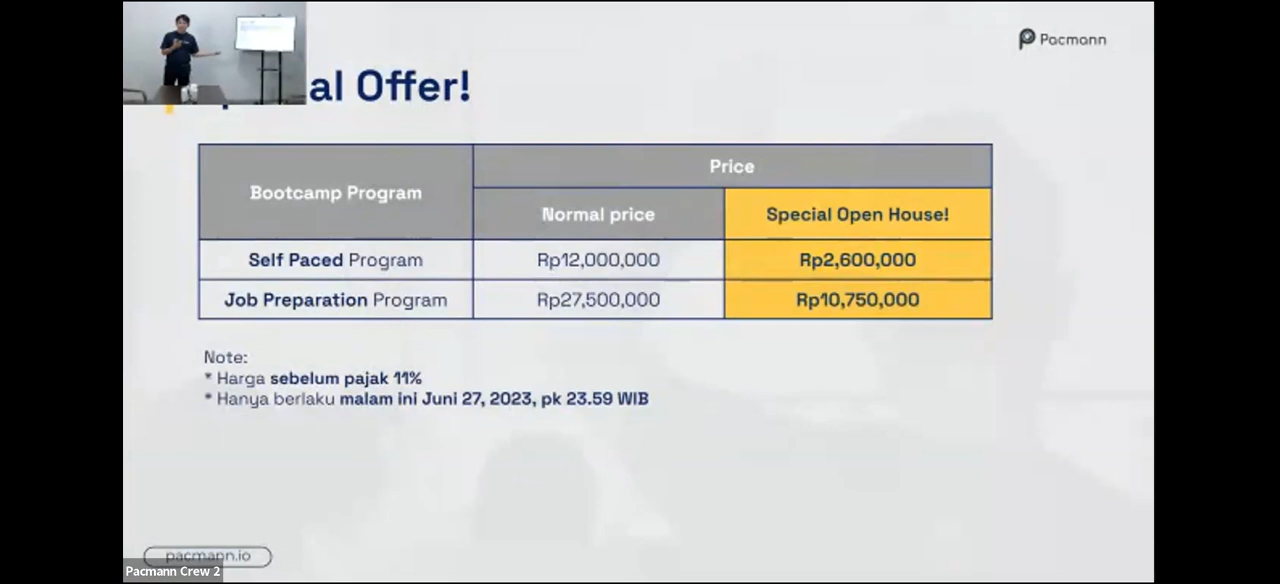 Pacmann
al Offer!
Bootcamp Program
Price
Normal price
Special Open House!
Self Paced Program
Rp12,000,000
Rp2,600,000
Job Preparation Program
Rp27,500,000
Rp10,750,000
Note:
* Harga sebelum pajak 11%
* Hanya berlaku malam ini Juni 27, 2023, pk 23.59 WIB
pacmann.io
Pacmann Crew 2